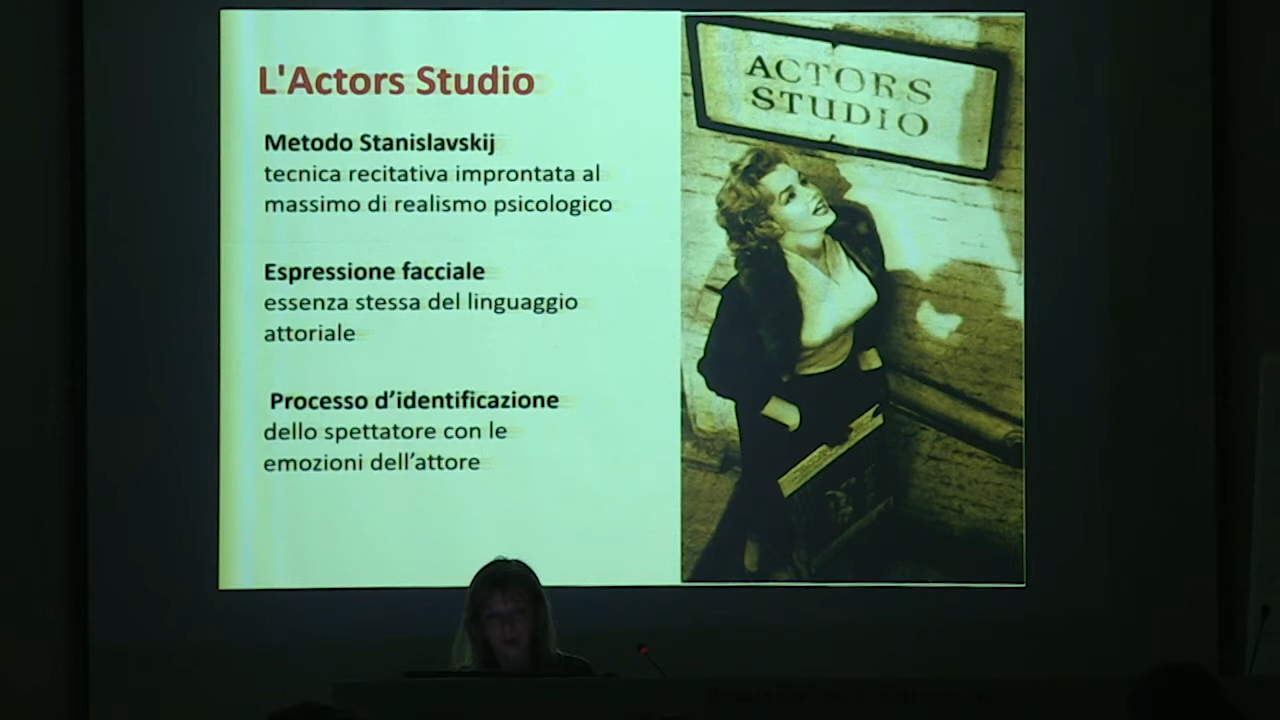 L'Actors Studio
Metodo Stanislavskij
tecnica recitativa improntata al
massimo di realismo psicologico
Espressione facciale
essenza stessa del linguaggio
attoriale
Processo d’identificazione
dello spettatore con le
emozioni dell’attore
ACTORS
STUDIO